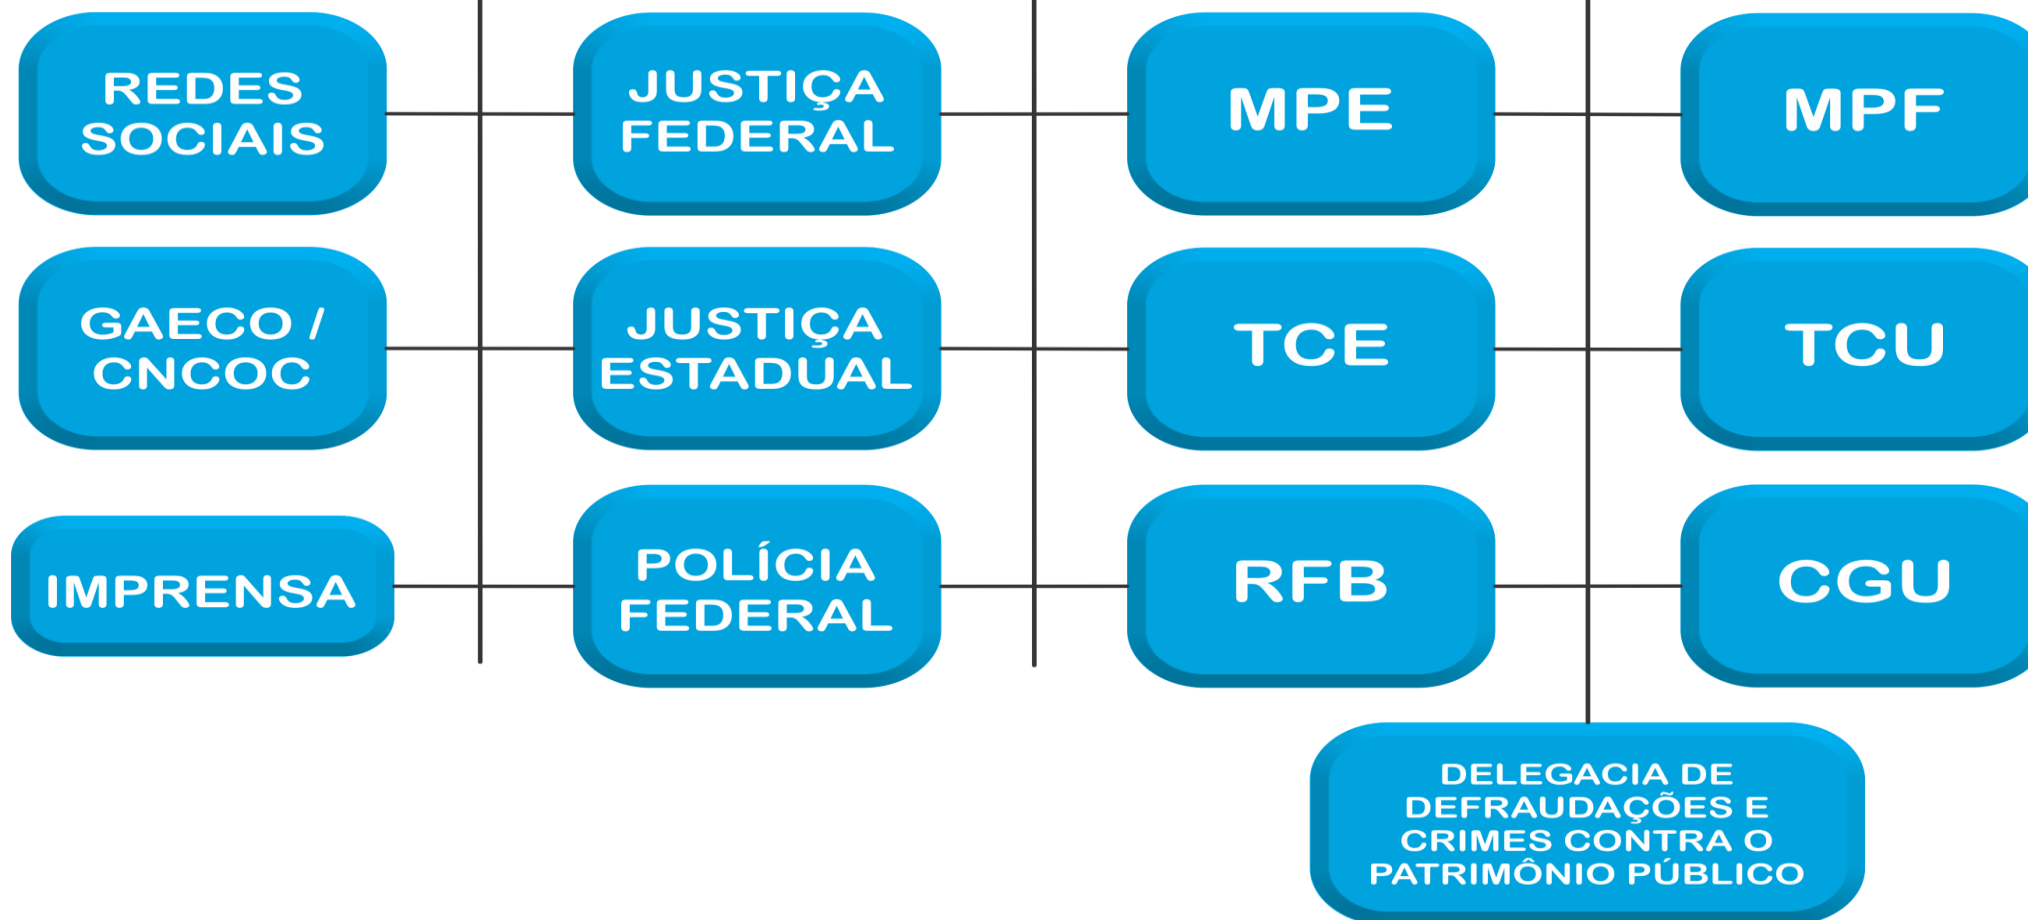 REDES
SOCIAIS
JUSTIÇA
FEDERAL
MPE
MPF
GAECO /
CNCOC
JUSTIÇA
ESTADUAL
TCE
TCU
IMPRENSA
POLÍCIA
FEDERAL
RFB
CGU
DELEGACIA DE
DEFRAUDAÇÕES E
CRIMES CONTRA O
PATRIMÔNIO PÚBLICO